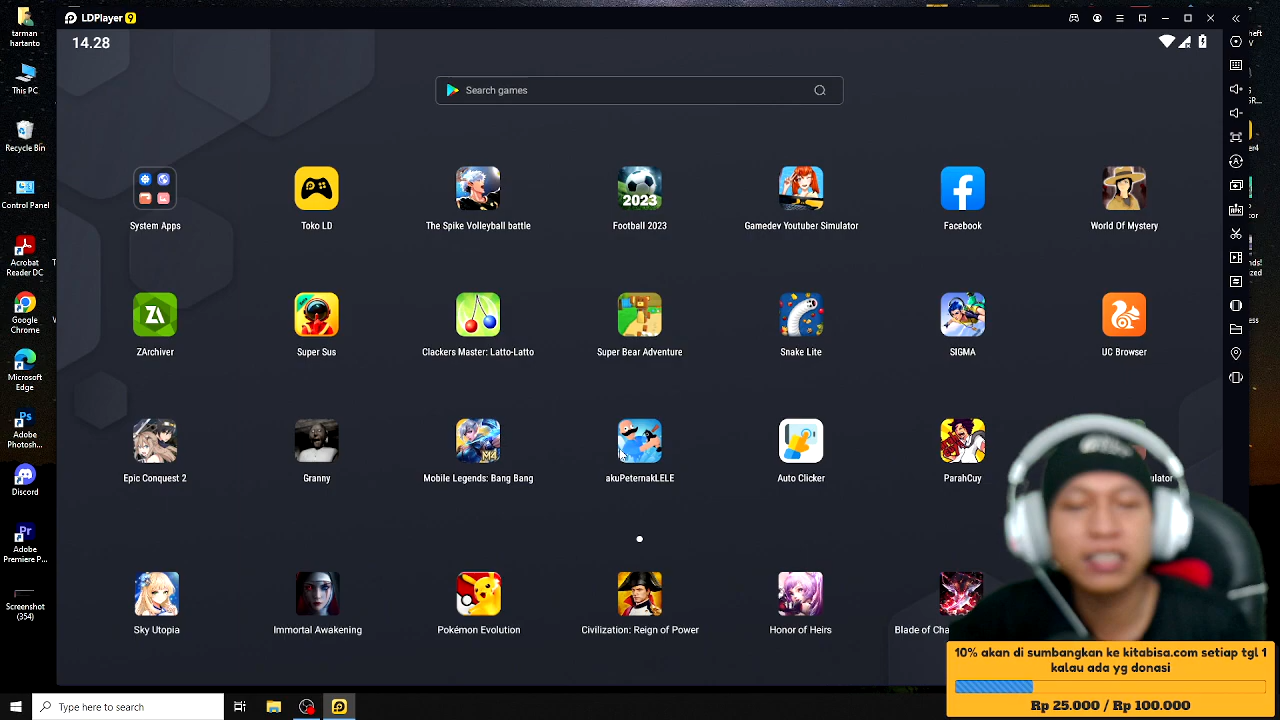 LDPlayer 9
14.28
Search games
System Apps
Toko LD
The Spike Volleyball battle
Football 2023
Gamedev Youtuber Simulator
Facebook
World Of Mystery
2023
ZArchiver
Super Sus
Clackers Master: Latto-Latto
Super Bear Adventure
Snake Lite
SIGMA
UC Browser
ZA
Epic Conquest 2
Granny
Mobile Legends: Bang Bang
akuPeternakLELE
Auto Clicker
ParahCuy
ulator
Sky Utopia
Immortal Awakening
Pokémon Evolution
Civilization: Reign of Power
Honor of Heirs
Blade of Cha
tarman
hartanto
This PC
Recycle Bin
Control Panel
Acrobat
Reader DC
Google
Chrome
Microsoft
Edge
Adobe
Photosh...
Discord
Adobe
Premiere P...
Screenshot
(354)
Type here to search
10% akan di sumbangkan ke kitabisa.com setiap tgl 1
kalau ada yg donasi
Rp 25.000 / Rp 100.000